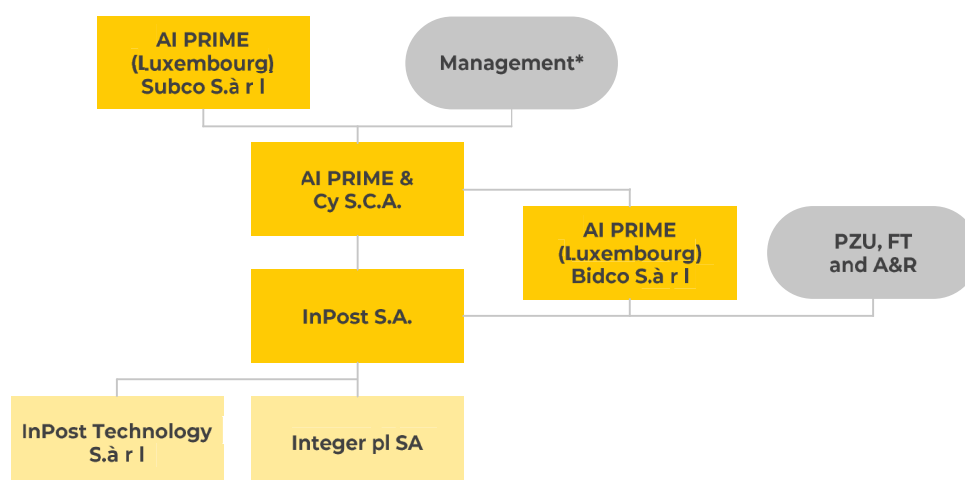 AI PRIME
(Luxembourg)
Subco S.à r l
Management*
AI PRIME &
Cy S.C.A.
AI PRIME
(Luxembourg)
Bidco S.à r l
PZU, FT
and A&R
InPost S.A.
InPost Technology
S.à r l
Integer pl SA